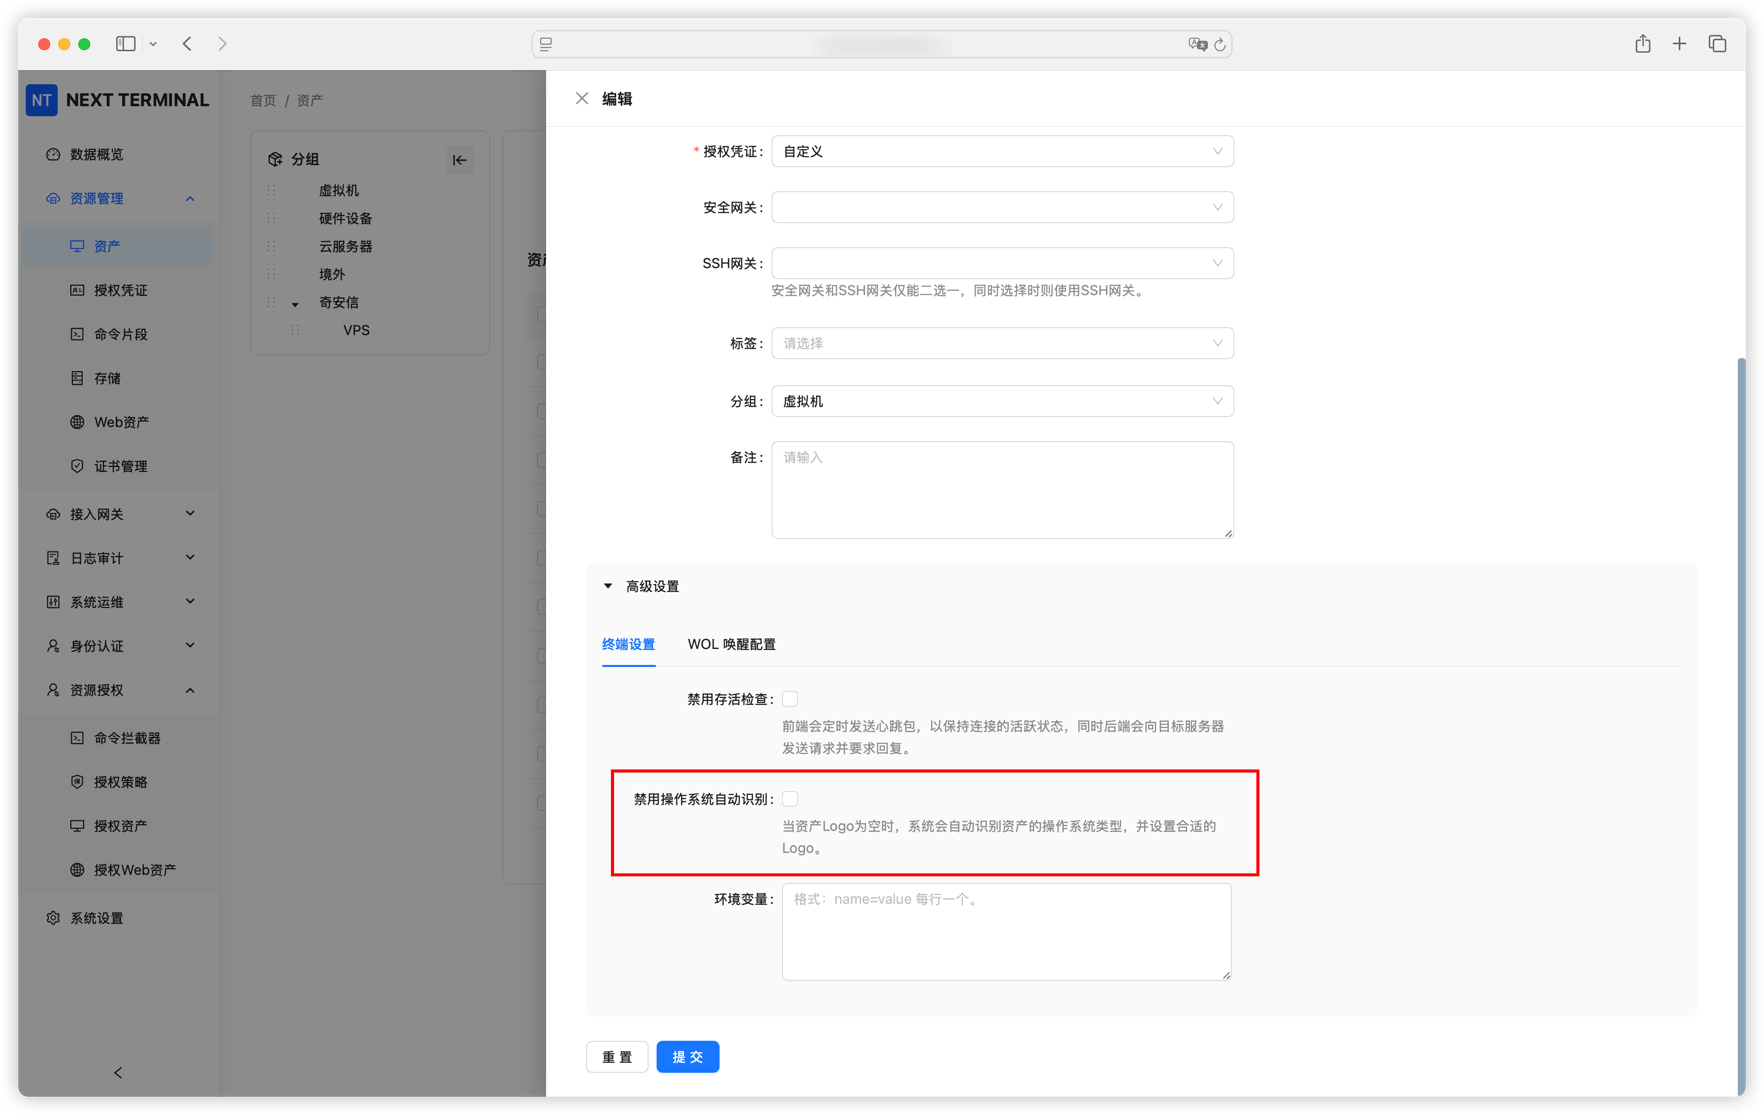 NT NEXT TERMINAL
数据概览
资源管理
资产
授权凭证
命令片段
存储
Web资产
证书管理
接入网关
日志审计
系统运维
身份认证
资源授权
命令拦截器
授权策略
授权资产
授权Web资产
系统设置
首页 / 资产
分组
虚拟机
硬件设备
云服务器
境外
奇安信
VPS
编辑
* 授权凭证: 自定义
安全网关:
SSH网关:
安全网关和SSH网关仅能二选一，同时选择时则使用SSH网关。
标签: 请选择
分组: 虚拟机
备注: 请输入
高级设置
终端设置 WOL 唤醒配置
禁用存活检查:
前端会定时发送心跳包，以保持连接的活跃状态，同时后端会向目标服务器
发送请求并要求回复。
禁用操作系统自动识别:
当资产Logo为空时，系统会自动识别资产的操作系统类型，并设置合适的
Logo。
环境变量: 格式：name=value 每行一个。
重 置 提 交